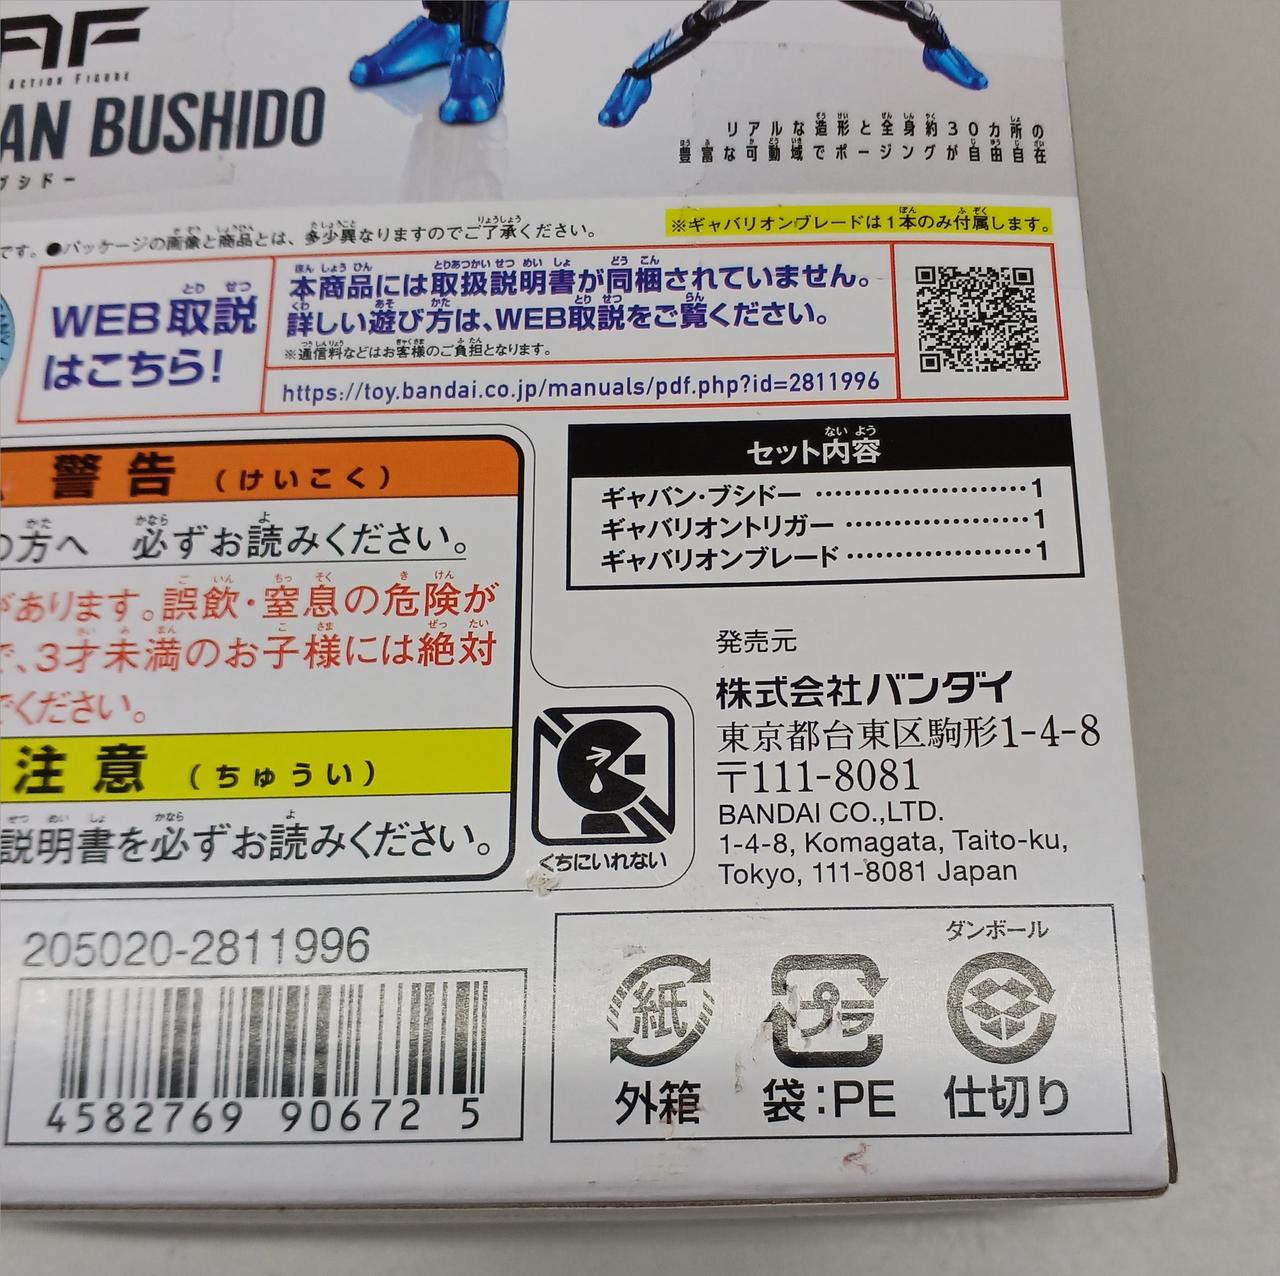 AF
ACTION FIGURE
AN BUSHIDO
ブシドー
リアルな造形と全身約30カ所の
豊富な可動域でポージングが自由自在
です。●パッケージの画像と商品とは、多少異なりますのでご了承ください。
※ギャバリオンブレードは1本のみ付属します。
WEB取説
はこちら!
本商品には取扱説明書が同梱されていません。
詳しい遊び方は、WEB取説をご覧ください。
※通信料などはお客様のご負担となります。
https://toy.bandai.co.jp/manuals/pdf.php?id=2811996
警告 (けいこく)
の方へ 必ずお読みください。
があります。誤飲・窒息の危険が
で、3才未満のお子様には絶対
でください。
注意 (ちゅうい)
説明書を必ずお読みください。
セット内容
ギャバン・ブシドー ……………………1
ギャバリオントリガー …………………1
ギャバリオンブレード …………………1
くちにいれない
発売元
株式会社バンダイ
東京都台東区駒形1-4-8
〒111-8081
BANDAI CO.,LTD.
1-4-8, Komagata, Taito-ku,
Tokyo, 111-8081 Japan
205020-2811996
4582769 90672 5
ダンボール
紙
プラ
外箱
袋:PE
仕切り